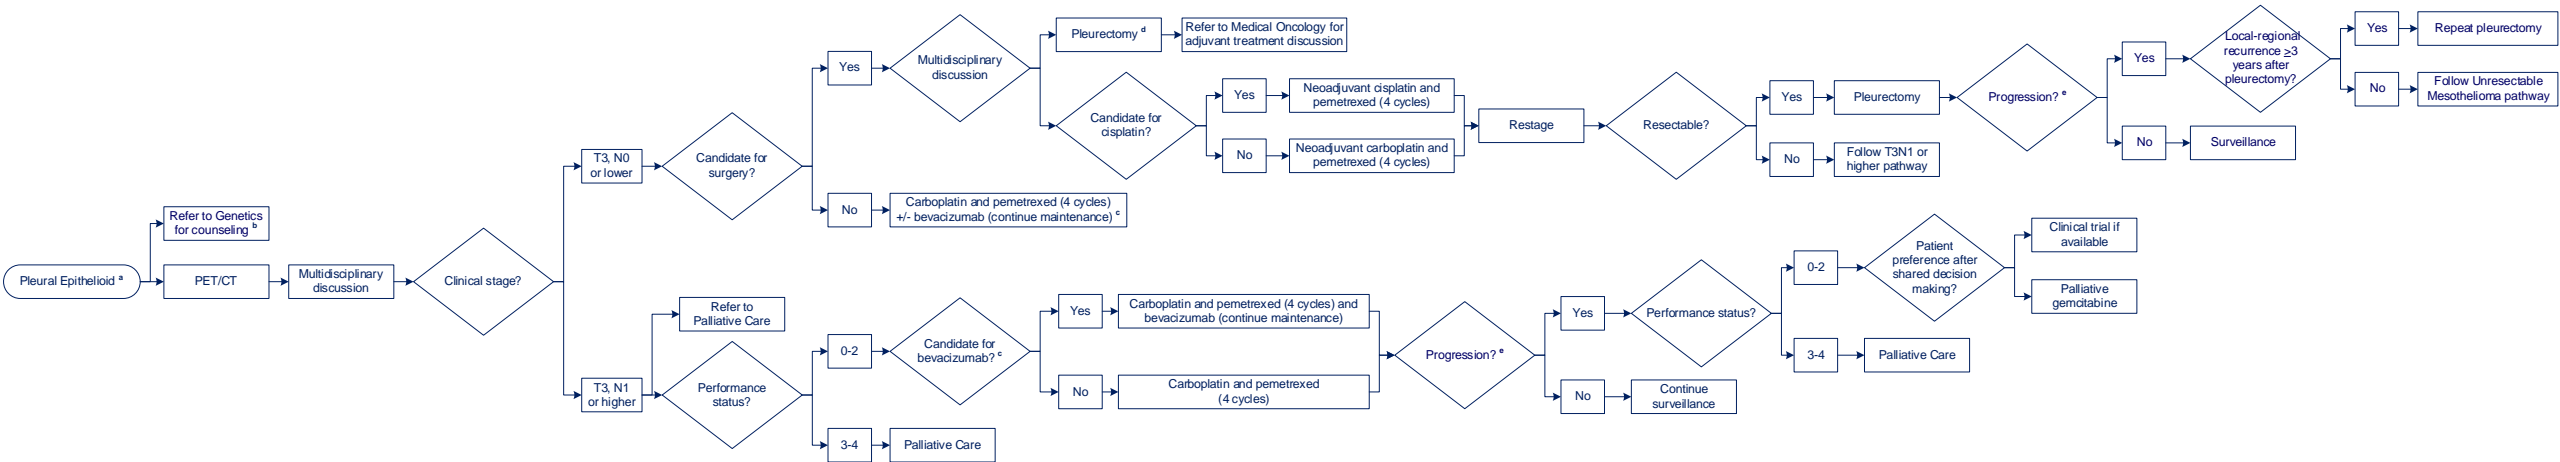 Pleural Epithelioid a
Refer to Genetics
for counseling b
PET/CT
Multidisciplinary
discussion
Clinical stage?
T3, N0
or lower
Candidate for
surgery?
Yes
Multidisciplinary
discussion
Pleurectomy d
Refer to Medical Oncology for
adjuvant treatment discussion
Candidate for
cisplatin?
Yes
Neoadjuvant cisplatin and
pemetrexed (4 cycles)
No
Neoadjuvant carboplatin and
pemetrexed (4 cycles)
Restage
Resectable?
Yes
Pleurectomy
Progression? e
Yes
Local-regional
recurrence ≥3
years after
pleurectomy?
Yes
Repeat pleurectomy
No
Follow Unresectable
Mesothelioma pathway
No
Surveillance
No
Follow T3N1 or
higher pathway
No
Carboplatin and pemetrexed (4 cycles)
+/- bevacizumab (continue maintenance) c
T3, N1
or higher
Refer to
Palliative Care
Performance
status?
0-2
Candidate for
bevacizumab? c
Yes
Carboplatin and pemetrexed (4 cycles) and
bevacizumab (continue maintenance)
No
Carboplatin and pemetrexed
(4 cycles)
Progression? e
Yes
Performance status?
0-2
Patient
preference after
shared decision
making?
Clinical trial if
available
Palliative
gemcitabine
3-4
Palliative Care
No
Continue
surveillance
3-4
Palliative Care